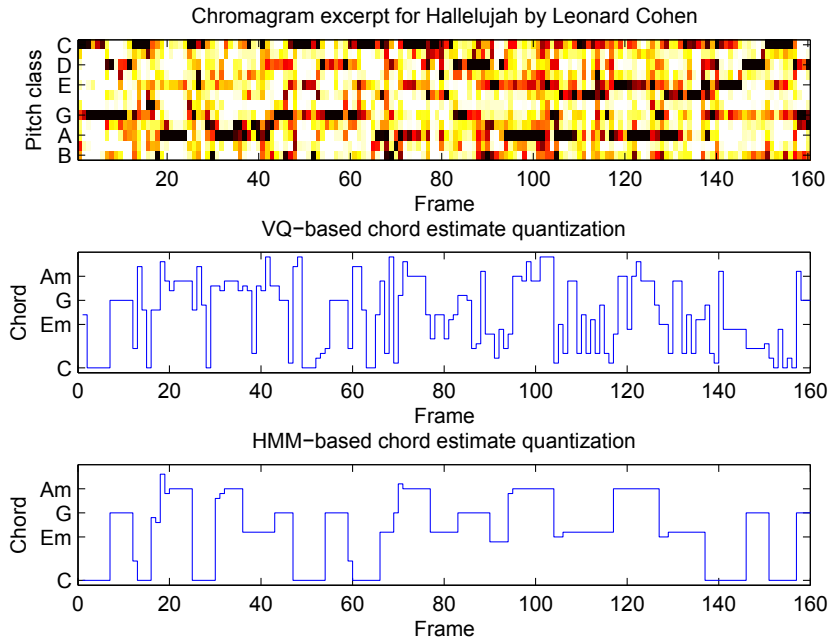 Chromagram excerpt for Hallelujah by Leonard Cohen
Pitch class
C
D
E
G
A
B
20 40 60 80 100 120 140 160
Frame
VQ−based chord estimate quantization
Chord
Am
G
Em
C
0 20 40 60 80 100 120 140 160
Frame
HMM−based chord estimate quantization
Chord
Am
G
Em
C
0 20 40 60 80 100 120 140 160
Frame